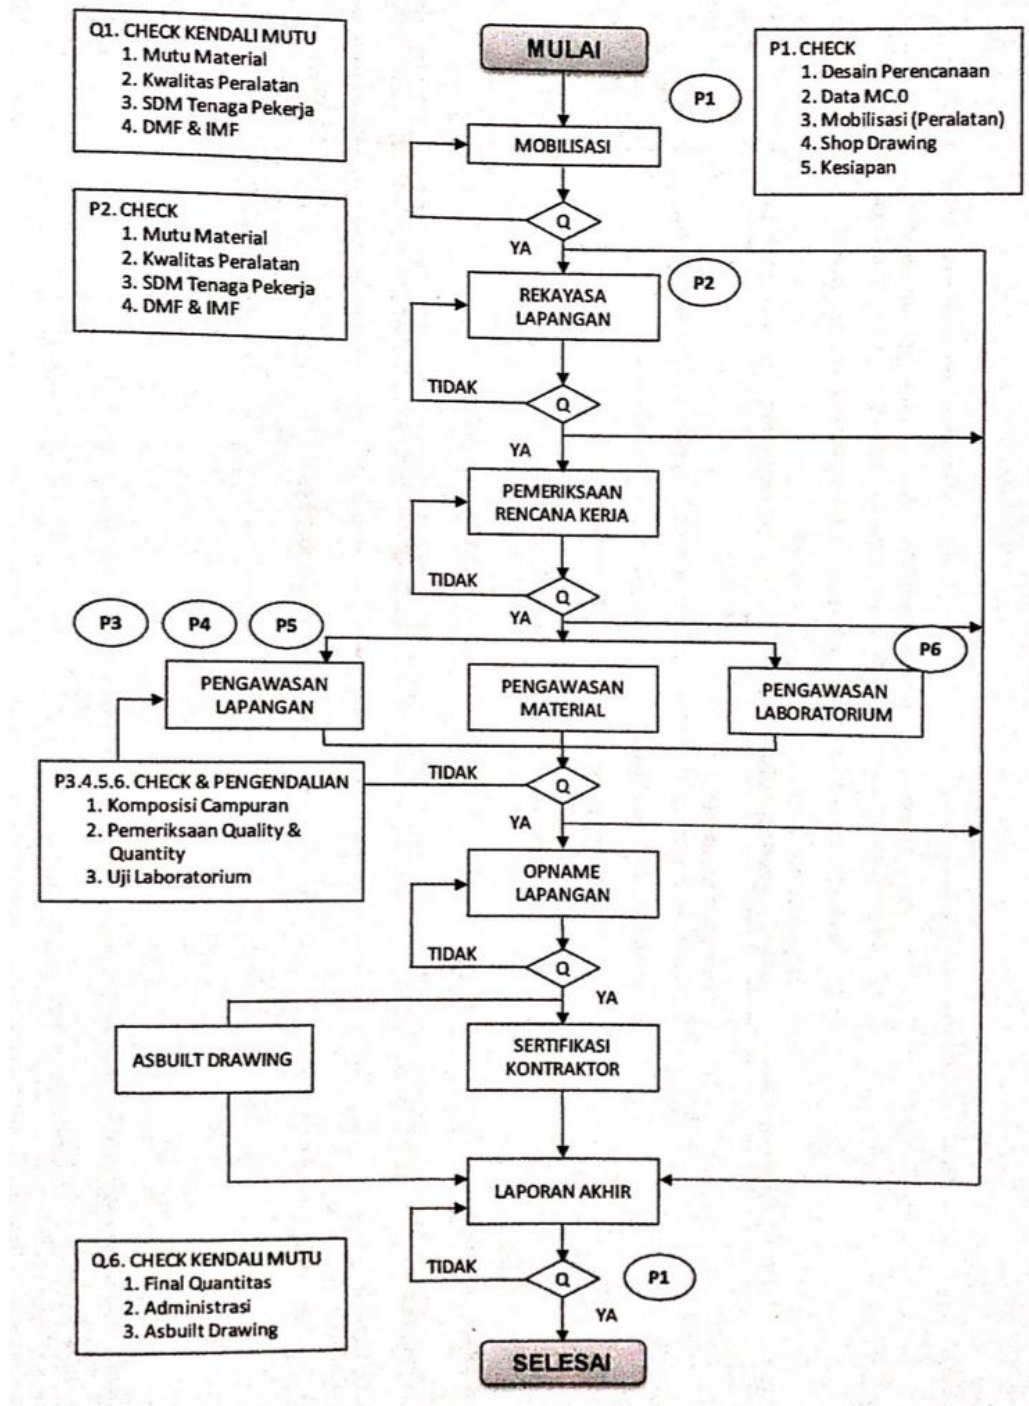 Q1. CHECK KENDALI MUTU
1. Mutu Material
2. Kwalitas Peralatan
3. SDM Tenaga Pekerja
4. DMF & IMF
MULAI
P1
P1. CHECK
1. Desain Perencanaan
2. Data MC.0
3. Mobilisasi (Peralatan)
4. Shop Drawing
5. Kesiapan
MOBILISASI
Q
YA
P2. CHECK
1. Mutu Material
2. Kwalitas Peralatan
3. SDM Tenaga Pekerja
4. DMF & IMF
P2
REKAYASA
LAPANGAN
TIDAK
Q
YA
PEMERIKSAAN
RENCANA KERJA
TIDAK
Q
YA
P3
P4
P5
P6
PENGAWASAN
LAPANGAN
PENGAWASAN
MATERIAL
PENGAWASAN
LABORATORIUM
P3.4.5.6. CHECK & PENGENDALIAN
1. Komposisi Campuran
2. Pemeriksaan Quality &
Quantity
3. Uji Laboratorium
TIDAK
Q
YA
OPNAME
LAPANGAN
TIDAK
Q
YA
ASBUILT DRAWING
SERTIFIKASI
KONTRAKTOR
LAPORAN AKHIR
Q.6. CHECK KENDALI MUTU
1. Final Quantitas
2. Administrasi
3. Asbuilt Drawing
TIDAK
Q
P1
YA
SELESAI